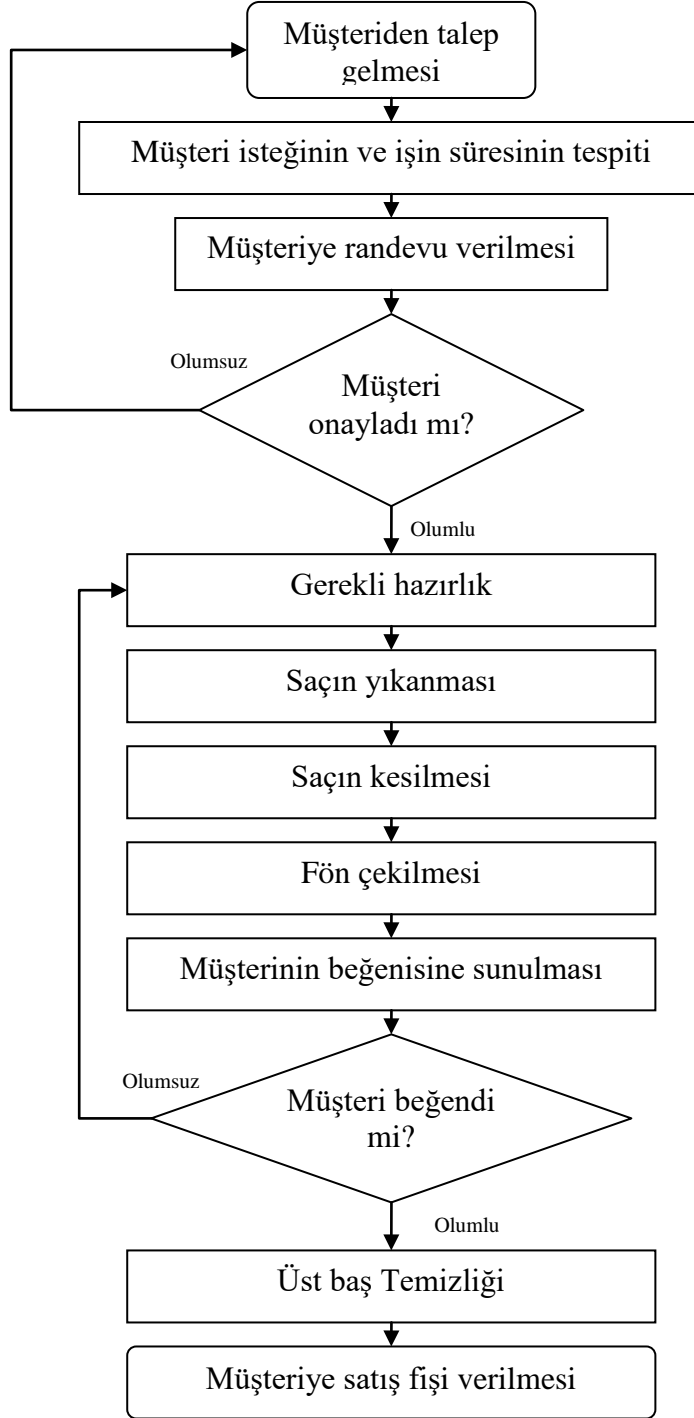 Müşteriden talep
gelmesi
Müşteri isteğinin ve işin süresinin tespiti
Müşteriye randevu verilmesi
Olumsuz
Müşteri
onayladı mı?
Olumlu
Gerekli hazırlık
Saçın yıkanması
Saçın kesilmesi
Fön çekilmesi
Müşterinin beğenisine sunulması
Olumsuz
Müşteri beğendi
mi?
Olumlu
Üst baş Temizliği
Müşteriye satış fişi verilmesi